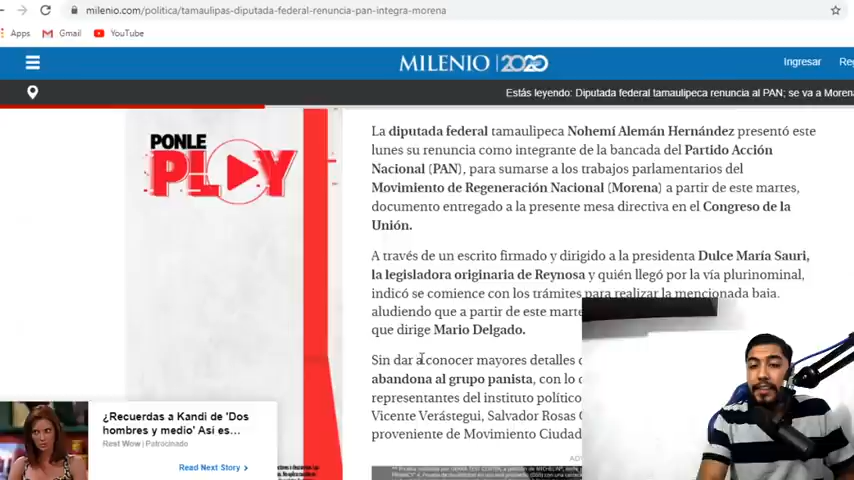 milenio.com/politica/tamaulipas-diputada-federal-renuncia-pan-integra-morena
Apps Gmail YouTube
MILENIO 2020
Ingresar
Estás leyendo: Diputada federal tamaulipeca renuncia al PAN; se va a Morena
PONLE
PLAY
La diputada federal tamaulipeca Nohemí Alemán Hernández presentó este
lunes su renuncia como integrante de la bancada del Partido Acción
Nacional (PAN), para sumarse a los trabajos parlamentarios del
Movimiento de Regeneración Nacional (Morena) a partir de este martes,
documento entregado a la presente mesa directiva en el Congreso de la
Unión.
A través de un escrito firmado y dirigido a la presidenta Dulce María Sauri,
la legisladora originaria de Reynosa y quién llegó por la vía plurinominal,
indicó se comience con los trámites para realizar la mencionada baja,
aludiendo que a partir de este marte
que dirige Mario Delgado.
Sin dar a conocer mayores detalles
abandona al grupo panista, con lo
representantes del instituto político
Vicente Verástegui, Salvador Rosas
proveniente de Movimiento Ciudad
¿Recuerdas a Kandi de 'Dos
hombres y medio' Así es...
Rest Wow | Patrocinado
Read Next Story >